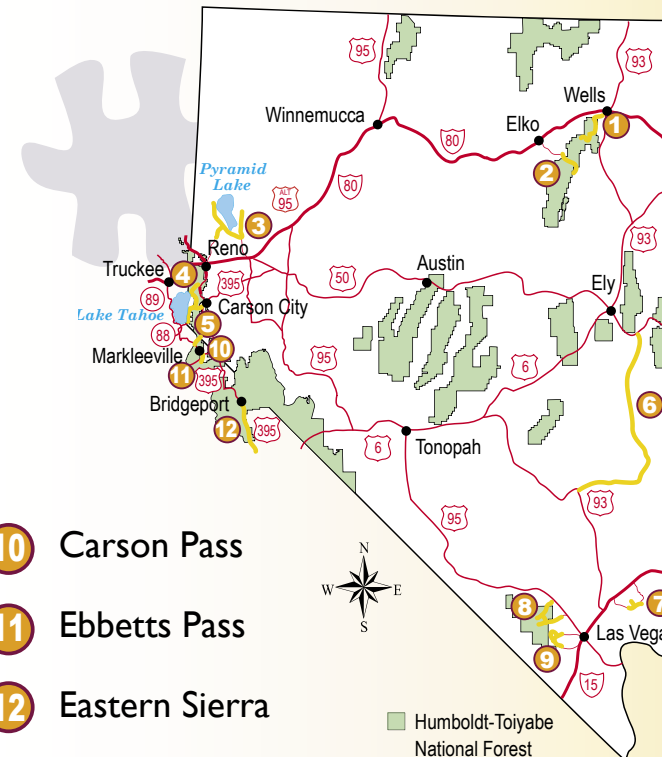 95
93
Wells
Winnemucca
Elko
1
80
2
Pyramid
Lake
80
ALT
95
3
93
Reno
Truckee
4
395
50
Austin
Ely
89
Lake Tahoe
Carson City
5
88
10
Markleeville
95
6
11
395
6
Bridgeport
12
395
6
Tonopah
93
95
10 Carson Pass
N
W E
S
11 Ebbetts Pass
8
7
Las Vega
9
15
12 Eastern Sierra
Humboldt-Toiyabe
National Forest